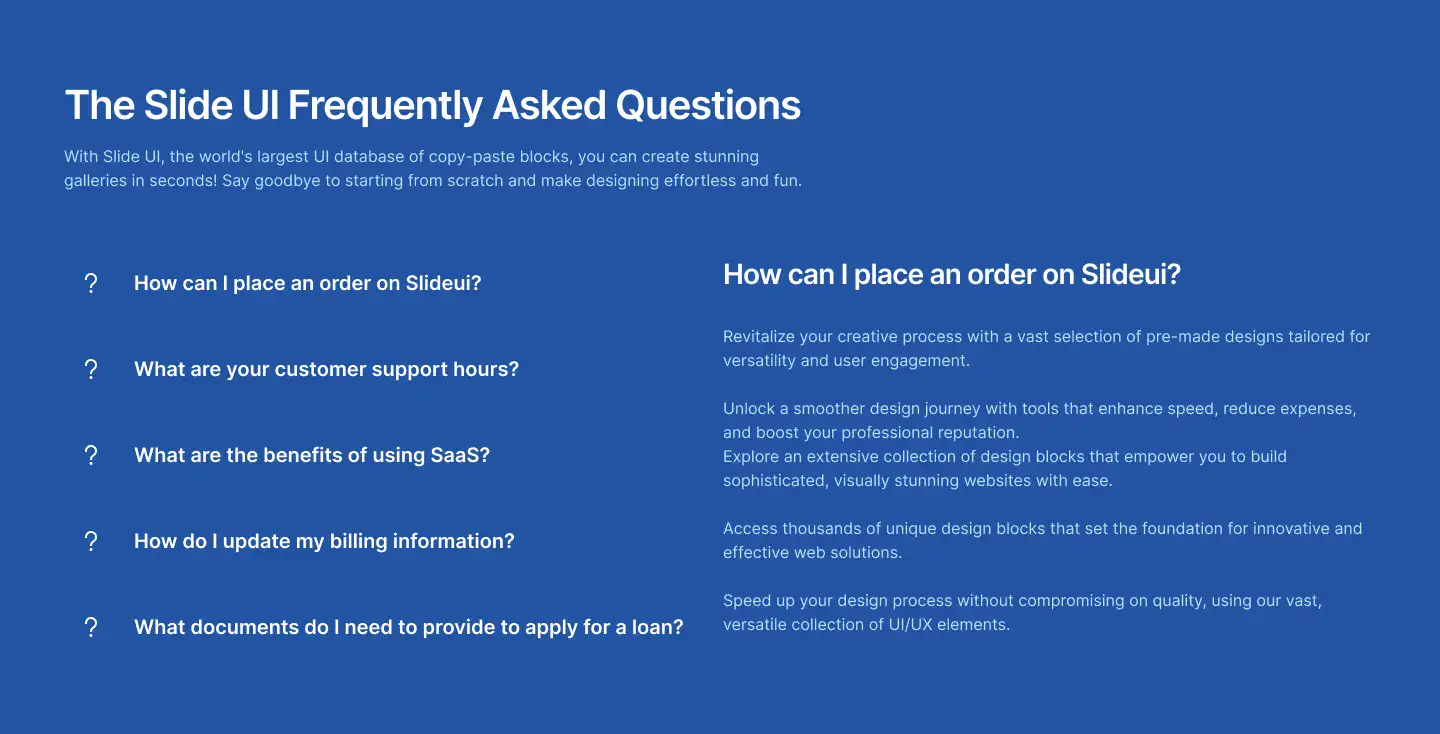 The Slide UI Frequently Asked Questions
With Slide UI, the world's largest UI database of copy-paste blocks, you can create stunning
galleries in seconds! Say goodbye to starting from scratch and make designing effortless and fun.
? How can I place an order on Slideui?
? What are your customer support hours?
? What are the benefits of using SaaS?
? How do I update my billing information?
? What documents do I need to provide to apply for a loan?
How can I place an order on Slideui?
Revitalize your creative process with a vast selection of pre-made designs tailored for
versatility and user engagement.
Unlock a smoother design journey with tools that enhance speed, reduce expenses,
and boost your professional reputation.
Explore an extensive collection of design blocks that empower you to build
sophisticated, visually stunning websites with ease.
Access thousands of unique design blocks that set the foundation for innovative and
effective web solutions.
Speed up your design process without compromising on quality, using our vast,
versatile collection of UI/UX elements.